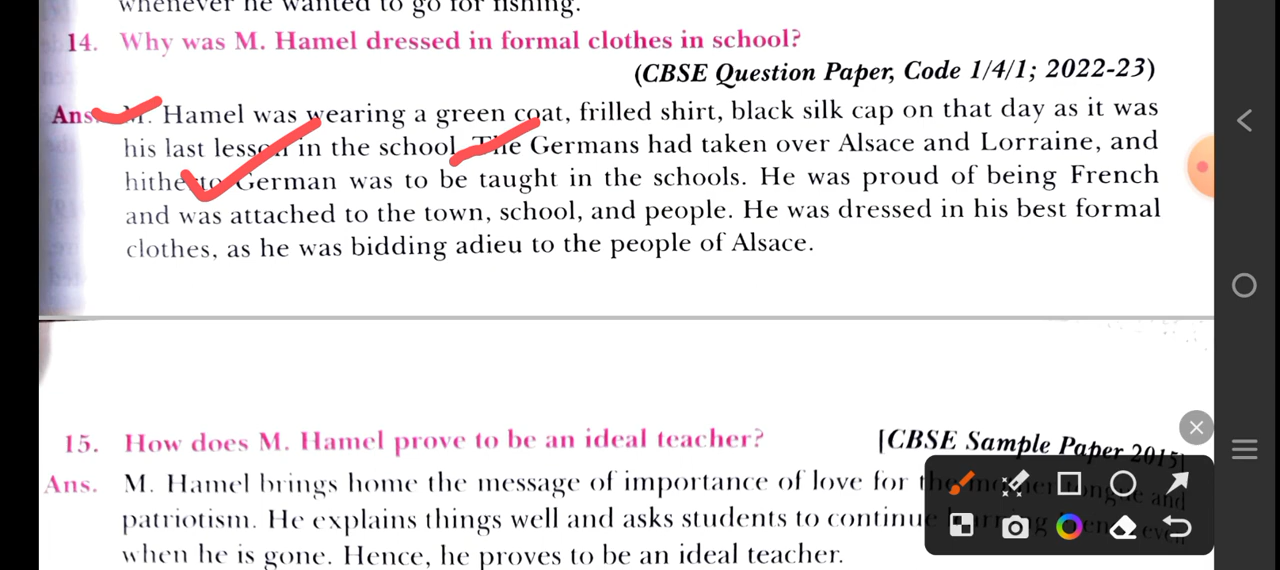 whenever he wanted to go for fishing.
14. Why was M. Hamel dressed in formal clothes in school?
(CBSE Question Paper, Code 1/4/1; 2022-23)
Ans. M. Hamel was wearing a green coat, frilled shirt, black silk cap on that day as it was
his last lesson in the school. The Germans had taken over Alsace and Lorraine, and
hitherto German was to be taught in the schools. He was proud of being French
and was attached to the town, school, and people. He was dressed in his best formal
clothes, as he was bidding adieu to the people of Alsace.
15. How does M. Hamel prove to be an ideal teacher?
[CBSE Sample Paper 2015]
Ans. M. Hamel brings home the message of importance of love for the mother tongue and
patriotism. He explains things well and asks students to continue learning even
when he is gone. Hence, he proves to be an ideal teacher.